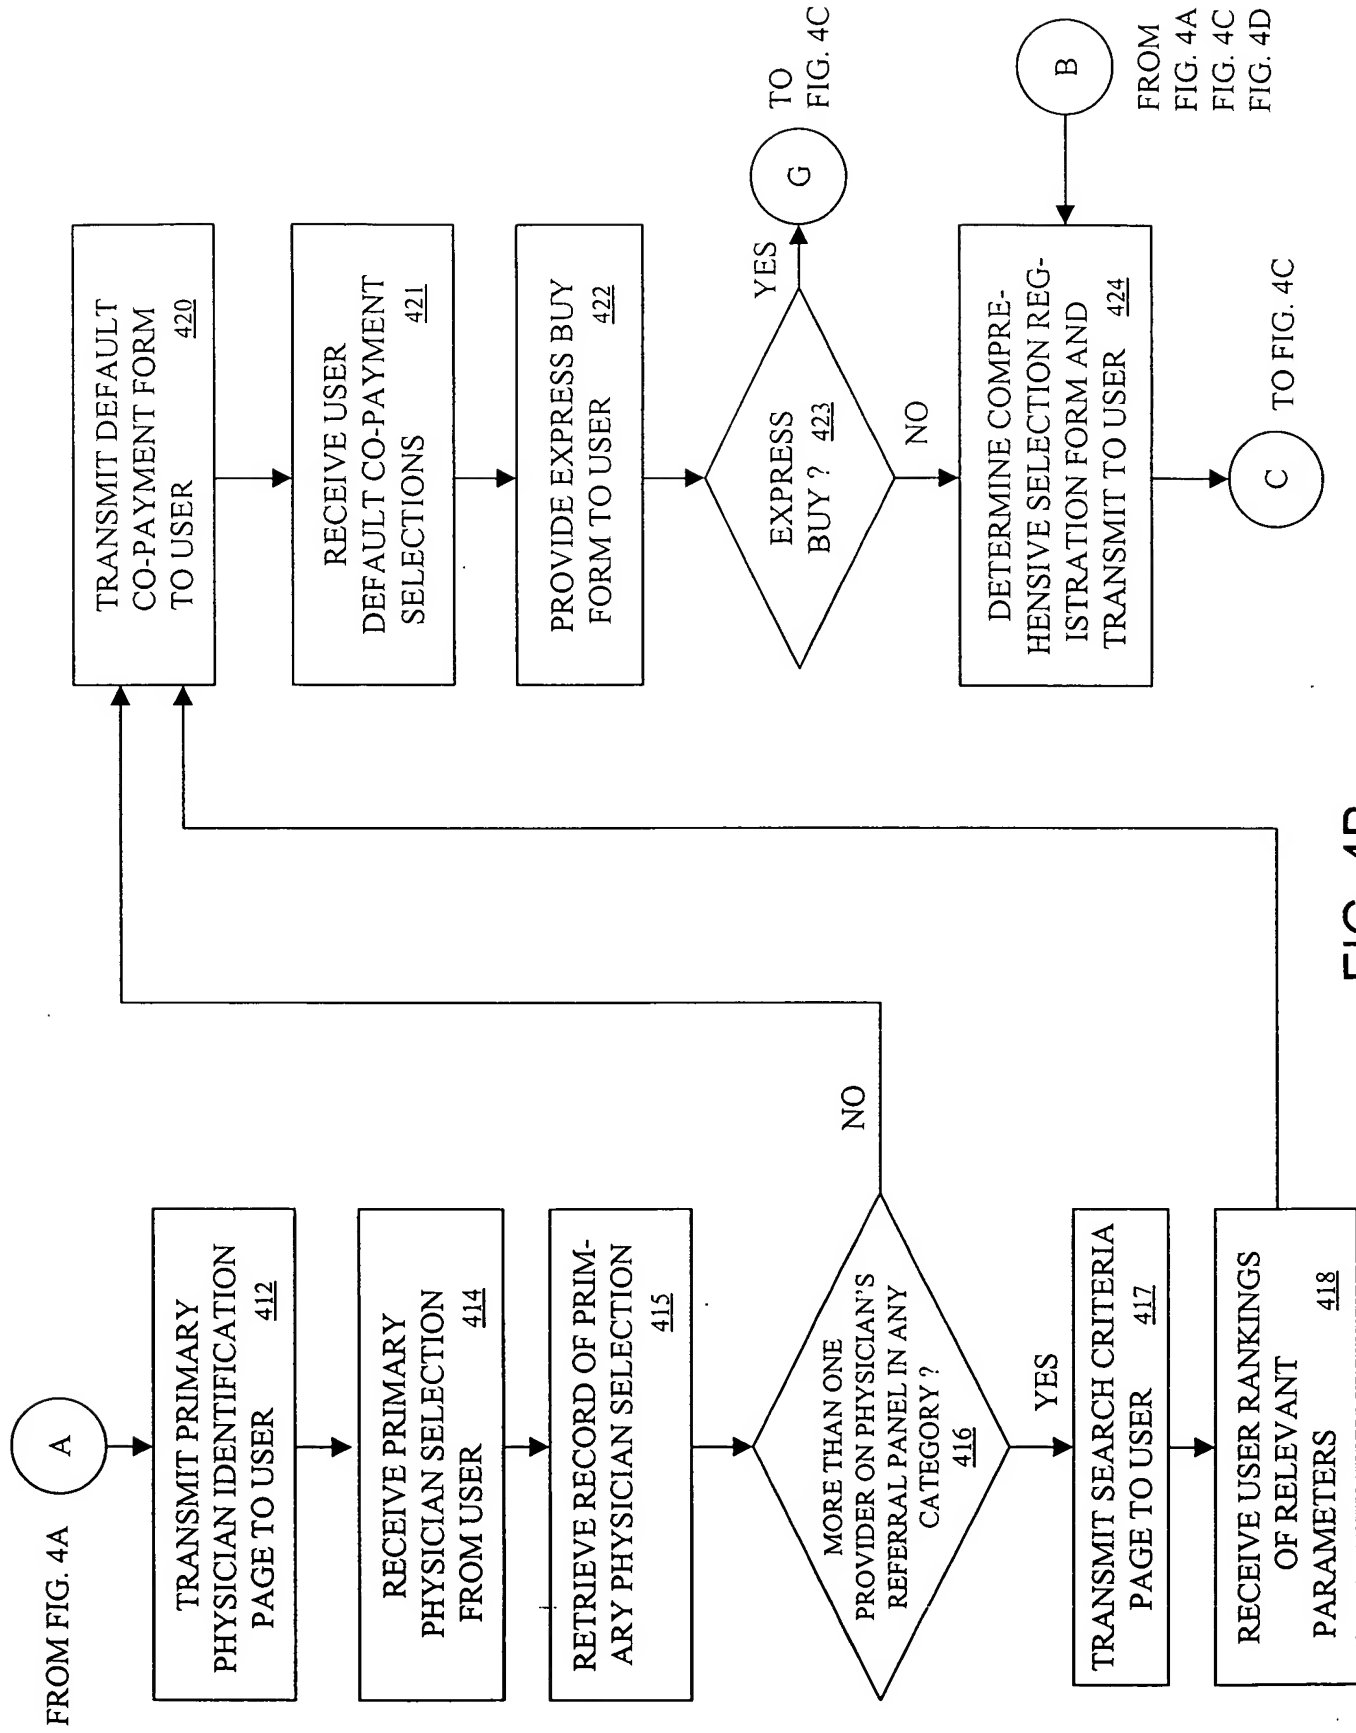 FROM FIG. 4A
A
TRANSMIT PRIMARY
PHYSICIAN IDENTIFICATION
PAGE TO USER 412
RECEIVE PRIMARY
PHYSICIAN SELECTION
FROM USER 414
RETRIEVE RECORD OF PRIM-
ARY PHYSICIAN SELECTION
415
MORE THAN ONE
PROVIDER ON PHYSICIAN'S
REFERRAL PANEL IN ANY
CATEGORY ?
416
NO
YES
TRANSMIT SEARCH CRITERIA
PAGE TO USER 417
RECEIVE USER RANKINGS
OF RELEVANT
PARAMETERS 418
TRANSMIT DEFAULT
CO-PAYMENT FORM
TO USER 420
RECEIVE USER
DEFAULT CO-PAYMENT
SELECTIONS 421
PROVIDE EXPRESS BUY
FORM TO USER 422
EXPRESS
BUY ? 423
YES
G
TO
FIG. 4C
NO
DETERMINE COMPRE-
HENSIVE SELECTION REG-
ISTRATION FORM AND
TRANSMIT TO USER 424
B
FROM
FIG. 4A
FIG. 4C
FIG. 4D
C
TO FIG. 4C